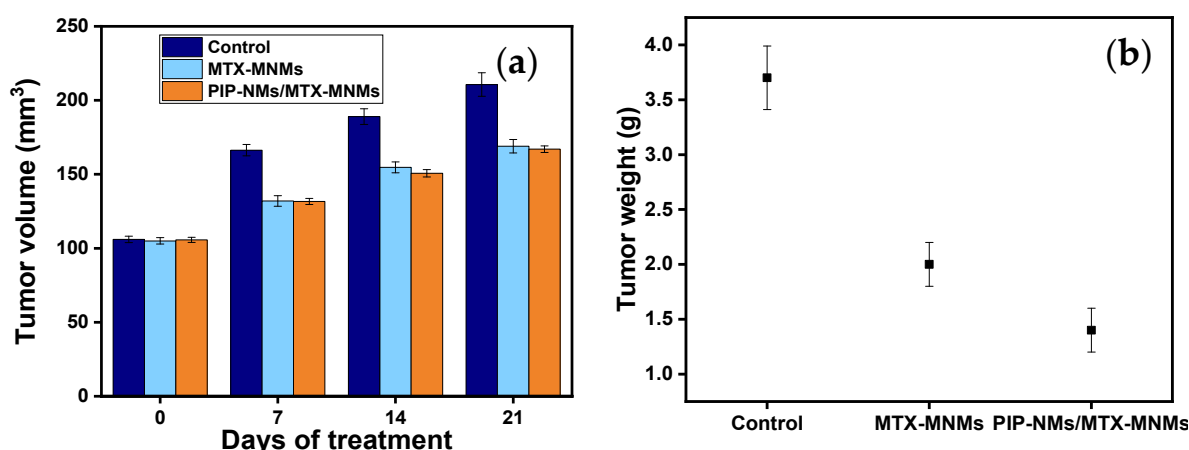 (a)
Control
MTX-MNMs
PIP-NMs/MTX-MNMs
Tumor volume (mm³)
250
200
150
100
50
0
0 7 14 21
Days of treatment
(b)
Tumor weight (g)
4.0
3.5
3.0
2.5
2.0
1.5
1.0
Control MTX-MNMs PIP-NMs/MTX-MNMs